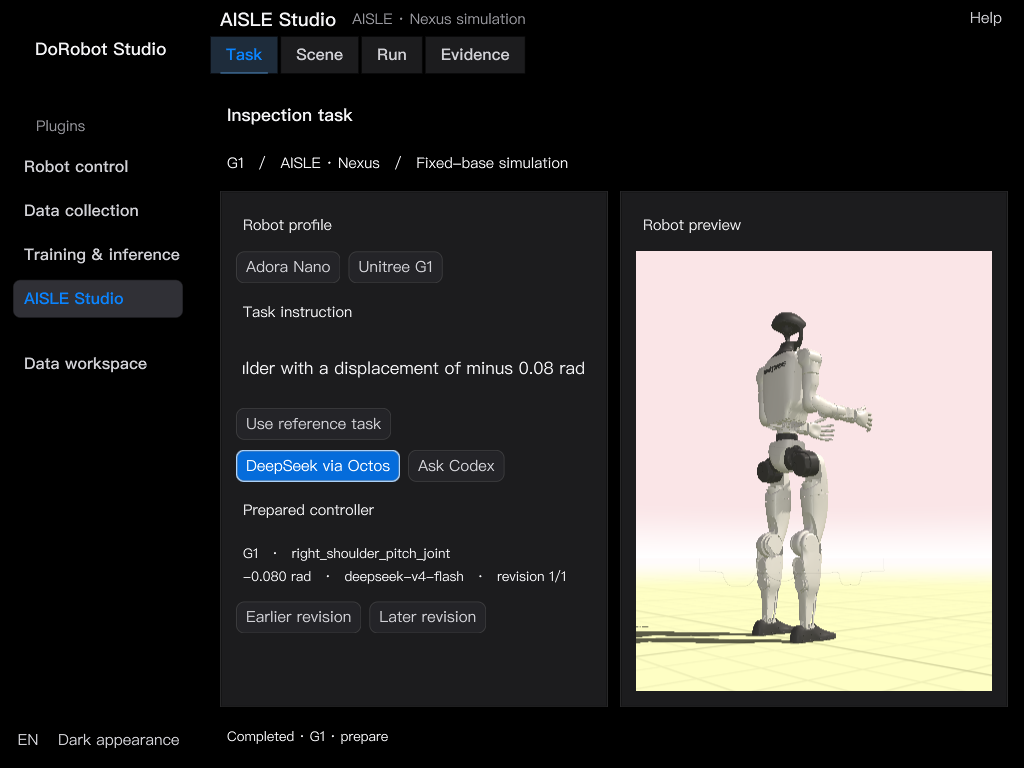 AISLE Studio AISLE · Nexus simulation
Help
DoRobot Studio
Task Scene Run Evidence
Plugins
Robot control
Data collection
Training & inference
AISLE Studio
Data workspace
EN Dark appearance
Inspection task
G1 / AISLE · Nexus / Fixed-base simulation
Robot profile
Adora Nano Unitree G1
Task instruction
lder with a displacement of minus 0.08 rad
Use reference task
DeepSeek via Octos Ask Codex
Prepared controller
G1 · right_shoulder_pitch_joint
-0.080 rad · deepseek-v4-flash · revision 1/1
Earlier revision Later revision
Robot preview
Completed · G1 · prepare